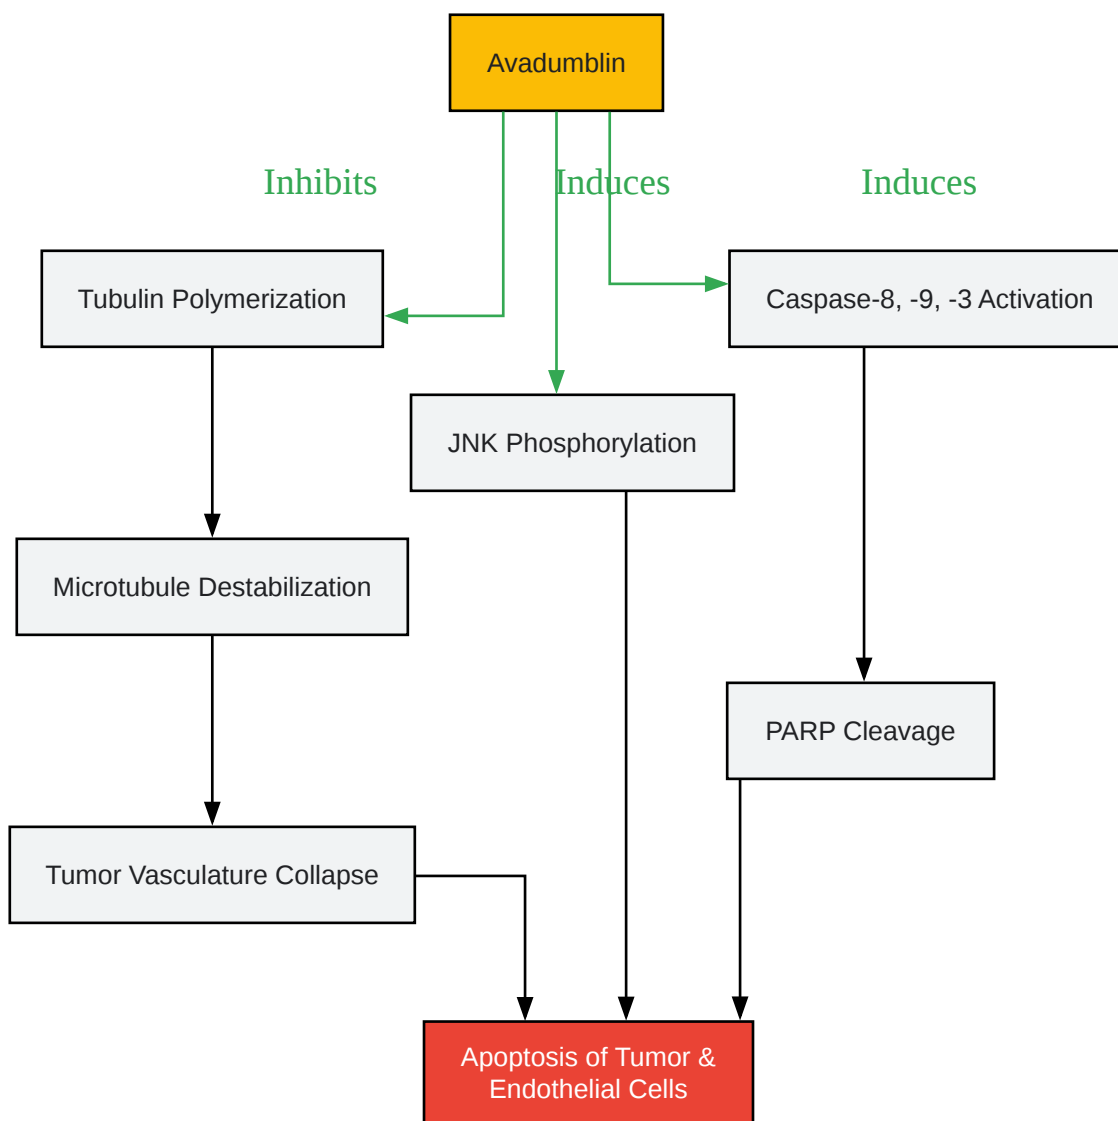 Avadumblin
Inhibits
Induces
Induces
Tubulin Polymerization
Caspase-8, -9, -3 Activation
JNK Phosphorylation
Microtubule Destabilization
PARP Cleavage
Tumor Vasculature Collapse
Apoptosis of Tumor &
Endothelial Cells